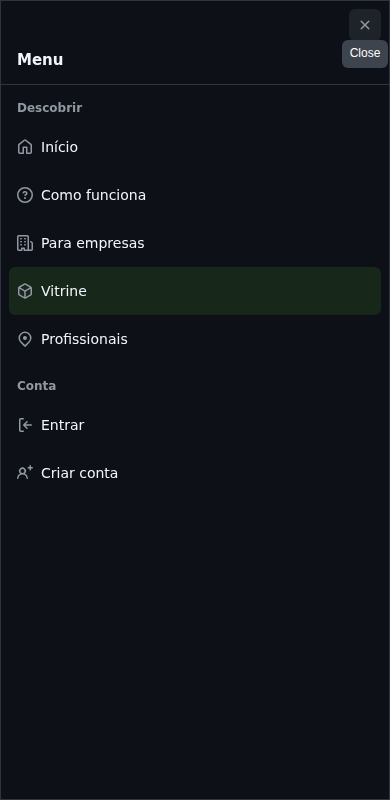 Close
Menu
Descobrir
Início
Como funciona
Para empresas
Vitrine
Profissionais
Conta
Entrar
Criar conta